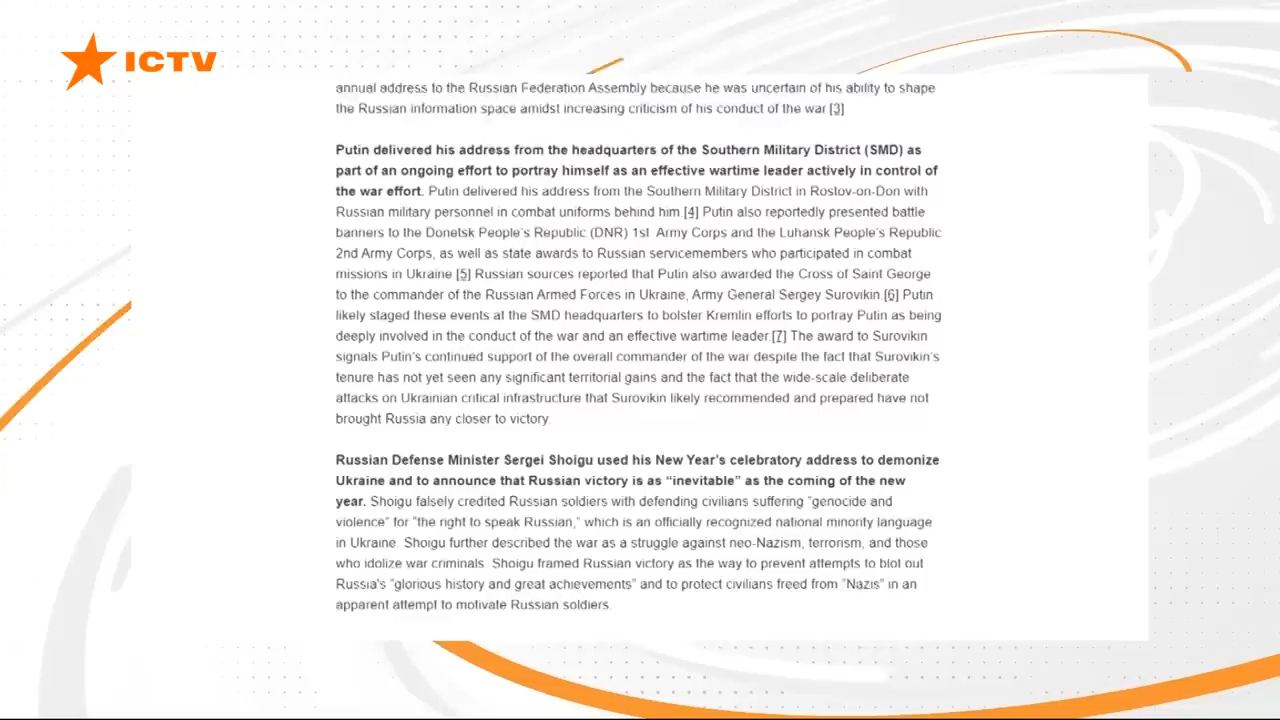 ICTV
annual address to the Russian Federation Assembly because he was uncertain of his ability to shape
the Russian information space amidst increasing criticism of his conduct of the war.[3]
Putin delivered his address from the headquarters of the Southern Military District (SMD) as
part of an ongoing effort to portray himself as an effective wartime leader actively in control of
the war effort. Putin delivered his address from the Southern Military District in Rostov-on-Don with
Russian military personnel in combat uniforms behind him.[4] Putin also reportedly presented battle
banners to the Donetsk People's Republic (DNR) 1st Army Corps and the Luhansk People's Republic
2nd Army Corps, as well as state awards to Russian servicemembers who participated in combat
missions in Ukraine.[5] Russian sources reported that Putin also awarded the Cross of Saint George
to the commander of the Russian Armed Forces in Ukraine, Army General Sergey Surovikin.[6] Putin
likely staged these events at the SMD headquarters to bolster Kremlin efforts to portray Putin as being
deeply involved in the conduct of the war and an effective wartime leader.[7] The award to Surovikin
signals Putin's continued support of the overall commander of the war despite the fact that Surovikin's
tenure has not yet seen any significant territorial gains and the fact that the wide-scale deliberate
attacks on Ukrainian critical infrastructure that Surovikin likely recommended and prepared have not
brought Russia any closer to victory.
Russian Defense Minister Sergei Shoigu used his New Year's celebratory address to demonize
Ukraine and to announce that Russian victory is as “inevitable” as the coming of the new
year. Shoigu falsely credited Russian soldiers with defending civilians suffering “genocide and
violence” for “the right to speak Russian,” which is an officially recognized national minority language
in Ukraine. Shoigu further described the war as a struggle against neo-Nazism, terrorism, and those
who idolize war criminals. Shoigu framed Russian victory as the way to prevent attempts to blot out
Russia's “glorious history and great achievements” and to protect civilians freed from “Nazis” in an
apparent attempt to motivate Russian soldiers.